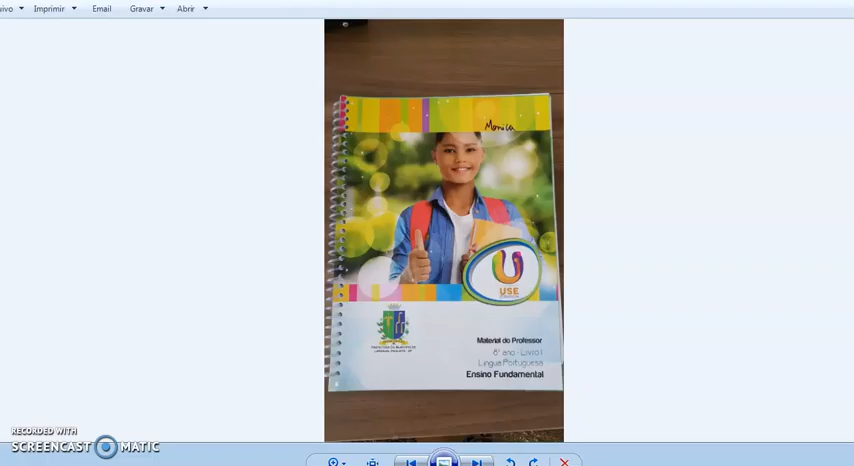 Imprimir
Email
Gravar
Abrir
Monica
USE
Material do Professor
8º ano - Livro 1
Língua Portuguesa
Ensino Fundamental
RECORDED WITH
SCREENCAST MATIC